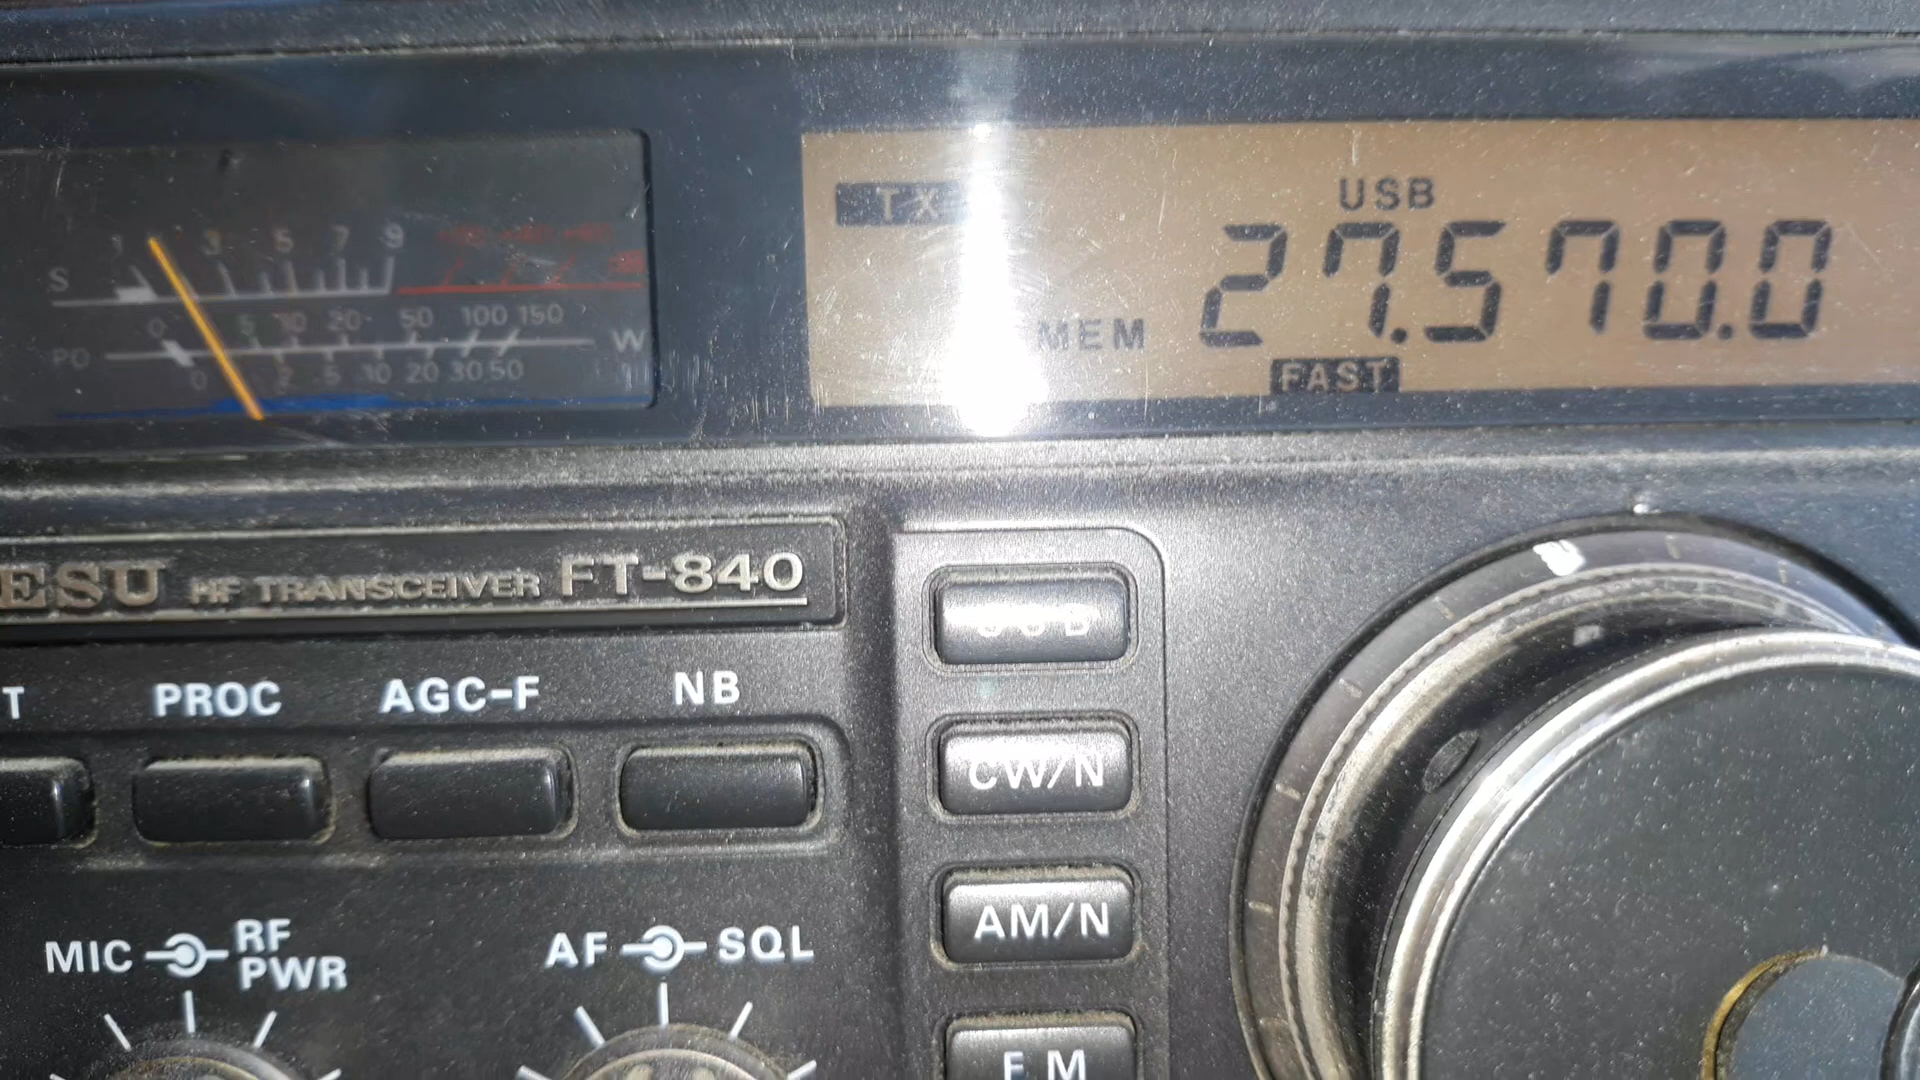 S 1 3 5 7 9
0 5 10 20 50 100 150 W
PO
0 2 5 10 20 30 50
TX
USB
27.570.0
MEM
FAST
ESU HF TRANSCEIVER FT-840
T PROC AGC-F NB
CW/N
AM/N
FM
MIC RF PWR
AF SQL